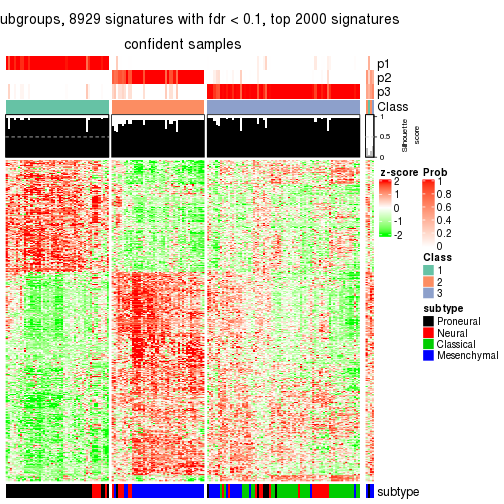 ubgroups, 8929 signatures with fdr < 0.1, top 2000 signatures
confident samples
p1
p2
p3
Class
1
0.5
0
Silhouette
score
z-score
2
1
0
-1
-2
Prob
1
0.8
0.6
0.4
0.2
0
Class
1
2
3
subtype
Proneural
Neural
Classical
Mesenchymal
subtype